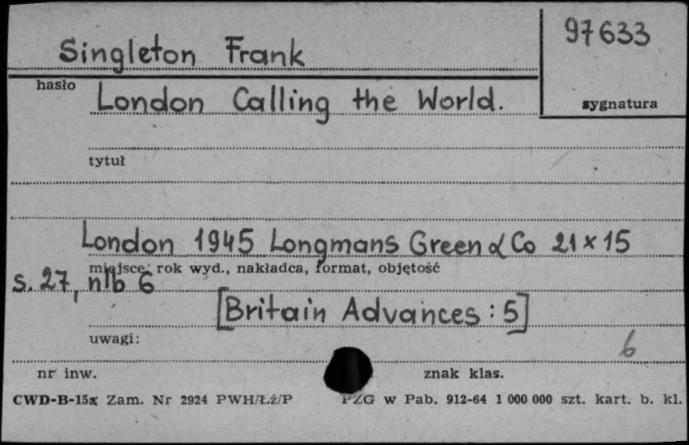 Singleton Frank
97633
hasło
London Calling the World.
sygnatura
tytuł
London 1945 Longmans Green & Co 21 x 15
miejsce, rok wyd., nakładca, format, objętość
s. 27, nlb 6
[Britain Advances : 5]
uwagi:
6
nr inw.
znak klas.
CWD-B-15a Zam. Nr 2924 PWH/Łż/P PZG w Pab. 912-64 1 000 000 szt. kart. b. kl.